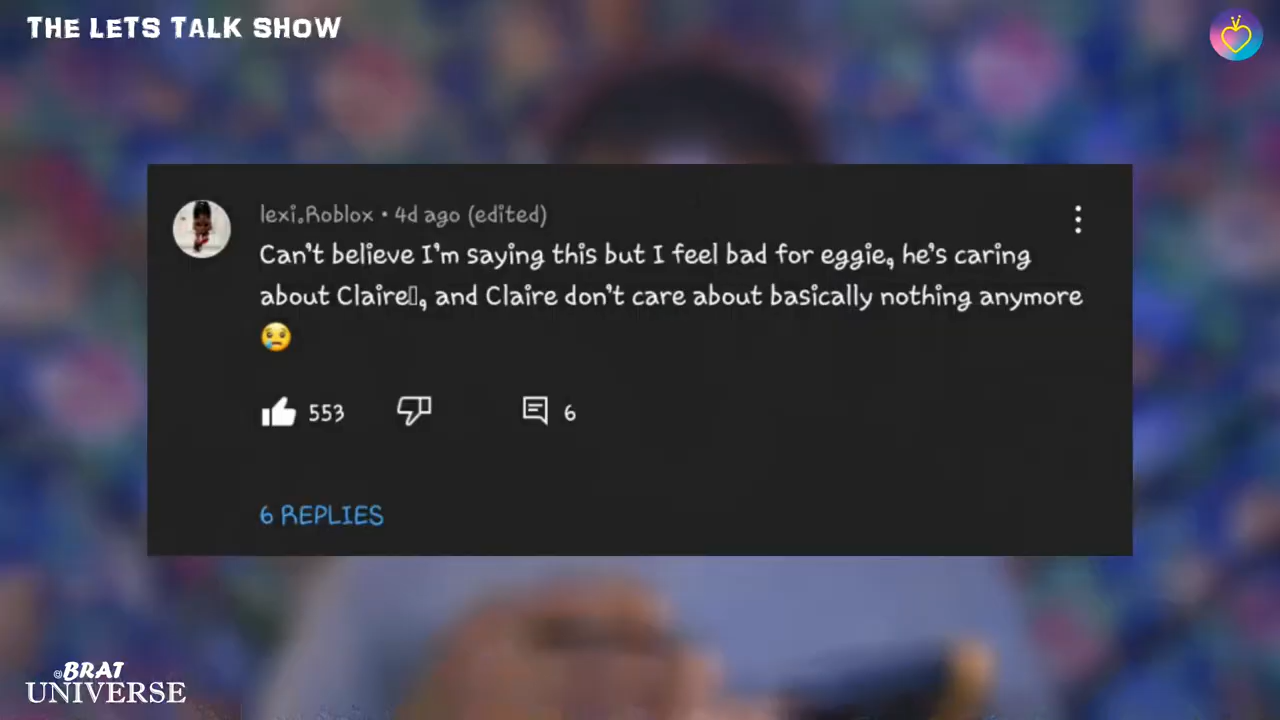 THE LETS TALK SHOW
lexi.Roblox • 4d ago (edited)
Can't believe I'm saying this but I feel bad for eggie, he's caring
about Claire▯, and Claire don't care about basically nothing anymore
😢
553 6
6 REPLIES
@BRAT
UNIVERSE